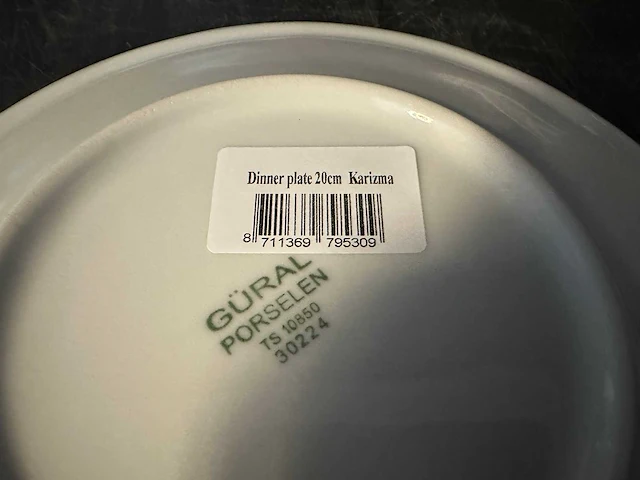 Dinner plate 20cm Karizma
8 711369 795309
GÜRAL
PORSELEN
TS 10850
30224